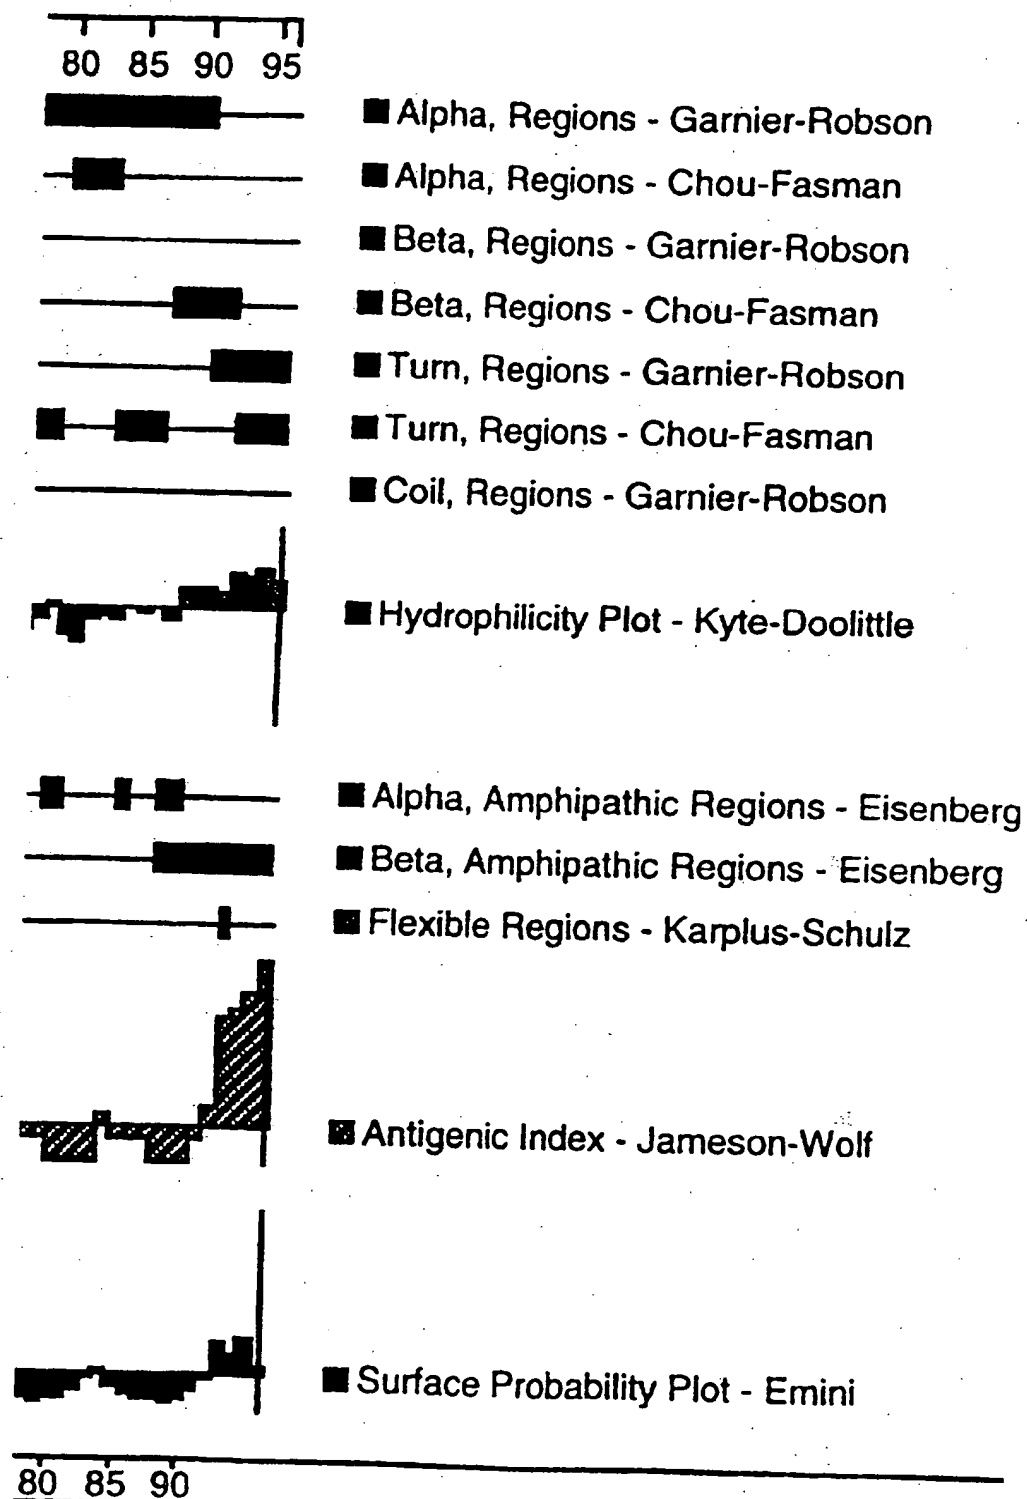 80 85 90 95
Alpha, Regions - Garnier-Robson
Alpha, Regions - Chou-Fasman
Beta, Regions - Garnier-Robson
Beta, Regions - Chou-Fasman
Turn, Regions - Garnier-Robson
Turn, Regions - Chou-Fasman
Coil, Regions - Garnier-Robson
Hydrophilicity Plot - Kyte-Doolittle
Alpha, Amphipathic Regions - Eisenberg
Beta, Amphipathic Regions - Eisenberg
Flexible Regions - Karplus-Schulz
Antigenic Index - Jameson-Wolf
Surface Probability Plot - Emini
80 85 90